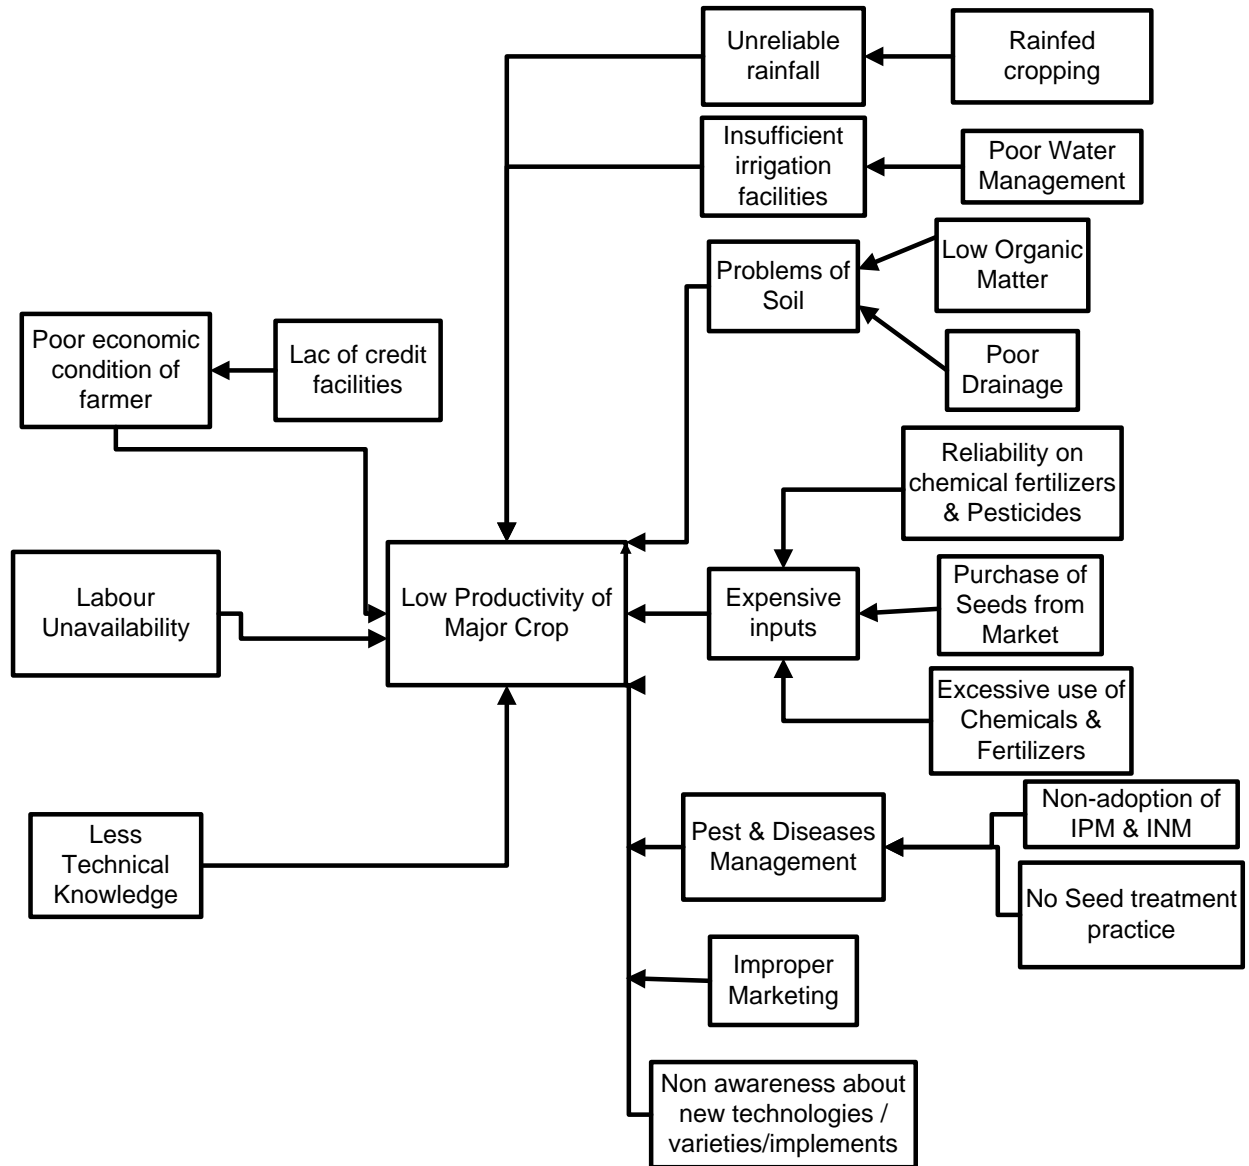 Unreliable
rainfall
Rainfed
cropping
Insufficient
irrigation
facilities
Poor Water
Management
Problems of
Soil
Low Organic
Matter
Poor
Drainage
Poor economic
condition of
farmer
Lac of credit
facilities
Reliability on
chemical fertilizers
& Pesticides
Labour
Unavailability
Low Productivity of
Major Crop
Expensive
inputs
Purchase of
Seeds from
Market
Excessive use of
Chemicals &
Fertilizers
Less
Technical
Knowledge
Pest & Diseases
Management
Non-adoption of
IPM & INM
No Seed treatment
practice
Improper
Marketing
Non awareness about
new technologies /
varieties/implements